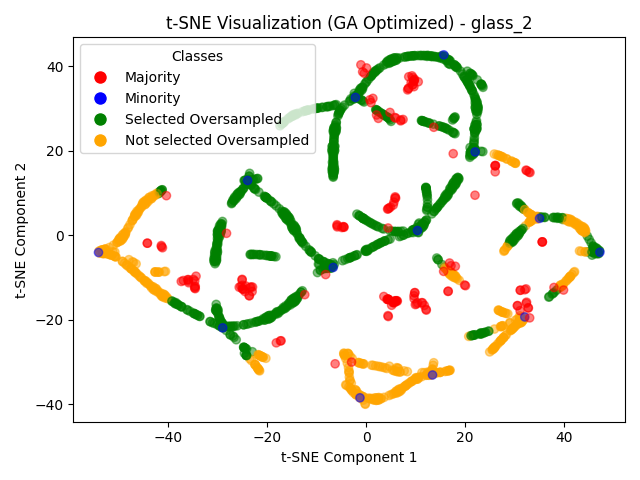 t-SNE Visualization (GA Optimized) - glass_2
Classes
Majority
Minority
Selected Oversampled
Not selected Oversampled
t-SNE Component 2
40
20
0
−20
−40
−40
−20
0
20
40
t-SNE Component 1